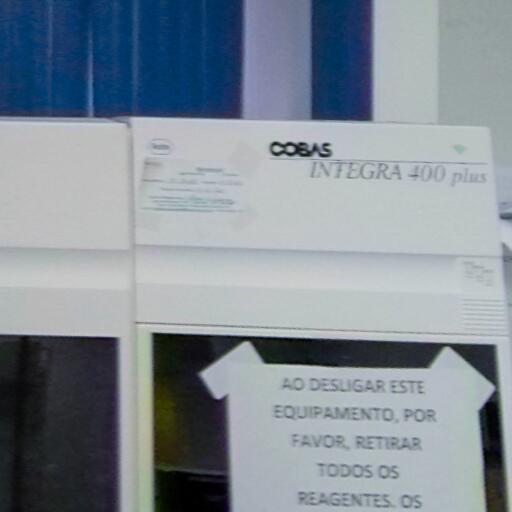 COBAS
INTEGRA 400 plus
AO DESLIGAR ESTE
EQUIPAMENTO, POR
FAVOR, RETIRAR
TODOS OS
REAGENTES. OS